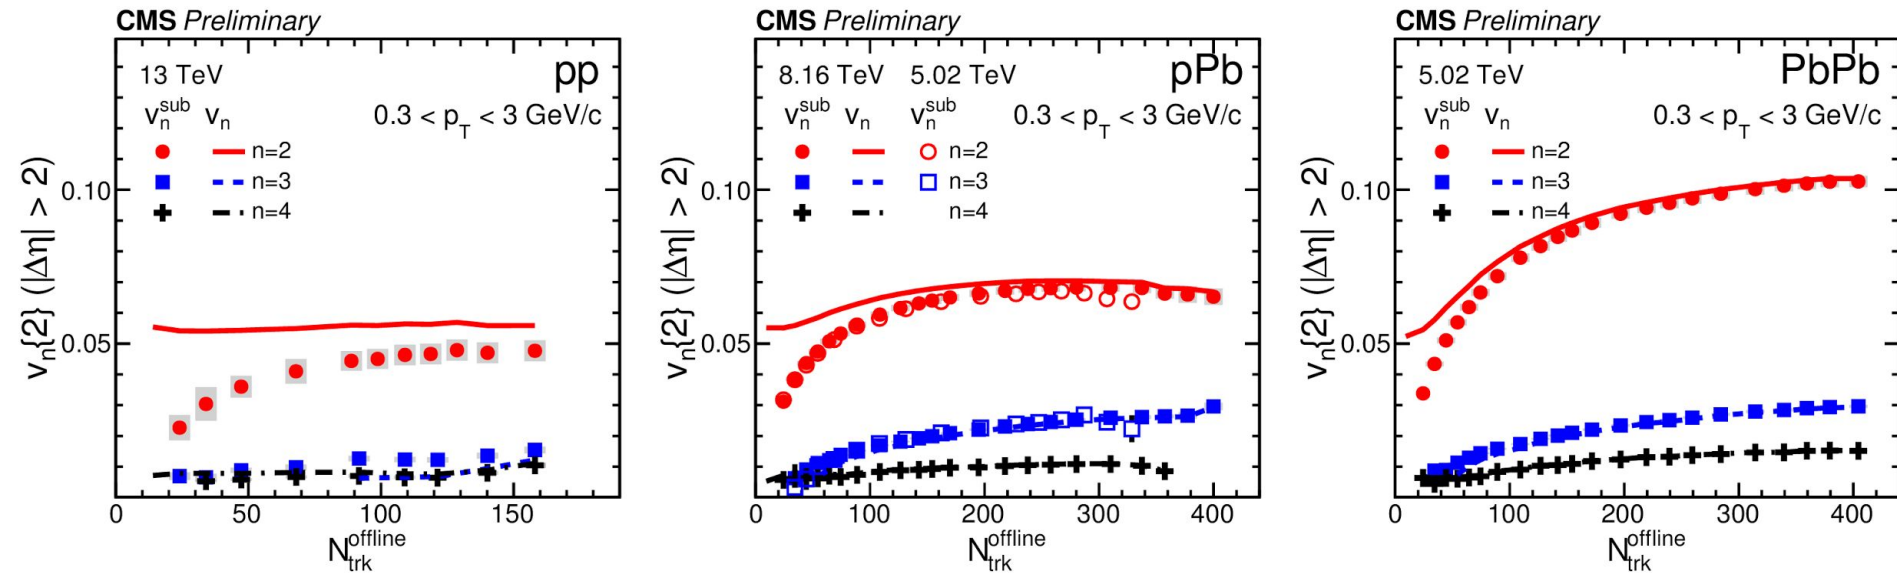 CMS Preliminary
13 TeV pp
v_n^sub v_n 0.3 < p_T < 3 GeV/c
n=2
n=3
n=4
v_n{2} (|Δη| > 2)
0.10
0.05
0 50 100 150
N_trk^offline
CMS Preliminary
8.16 TeV 5.02 TeV pPb
v_n^sub v_n v_n^sub 0.3 < p_T < 3 GeV/c
n=2
n=3
n=4
v_n{2} (|Δη| > 2)
0.10
0.05
0 100 200 300 400
N_trk^offline
CMS Preliminary
5.02 TeV PbPb
v_n^sub v_n 0.3 < p_T < 3 GeV/c
n=2
n=3
n=4
v_n{2} (|Δη| > 2)
0.10
0.05
0 100 200 300 400
N_trk^offline